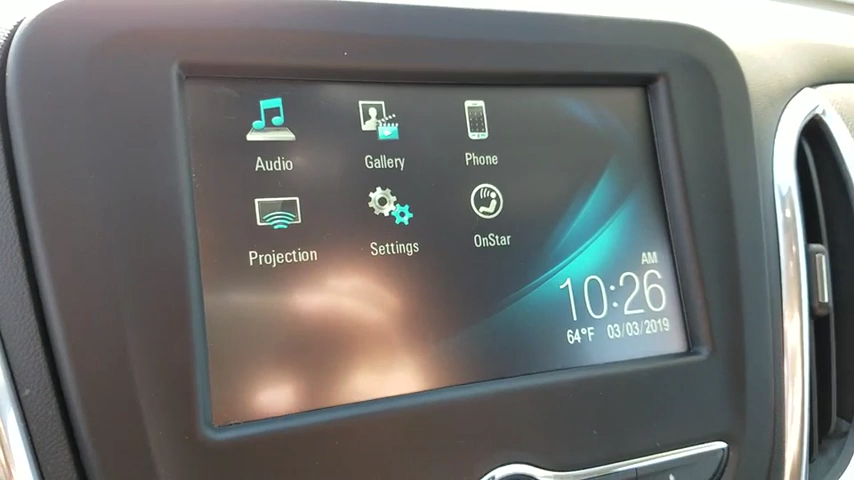 Audio Gallery Phone
Projection Settings OnStar
AM
10:26
64°F 03/03/2019